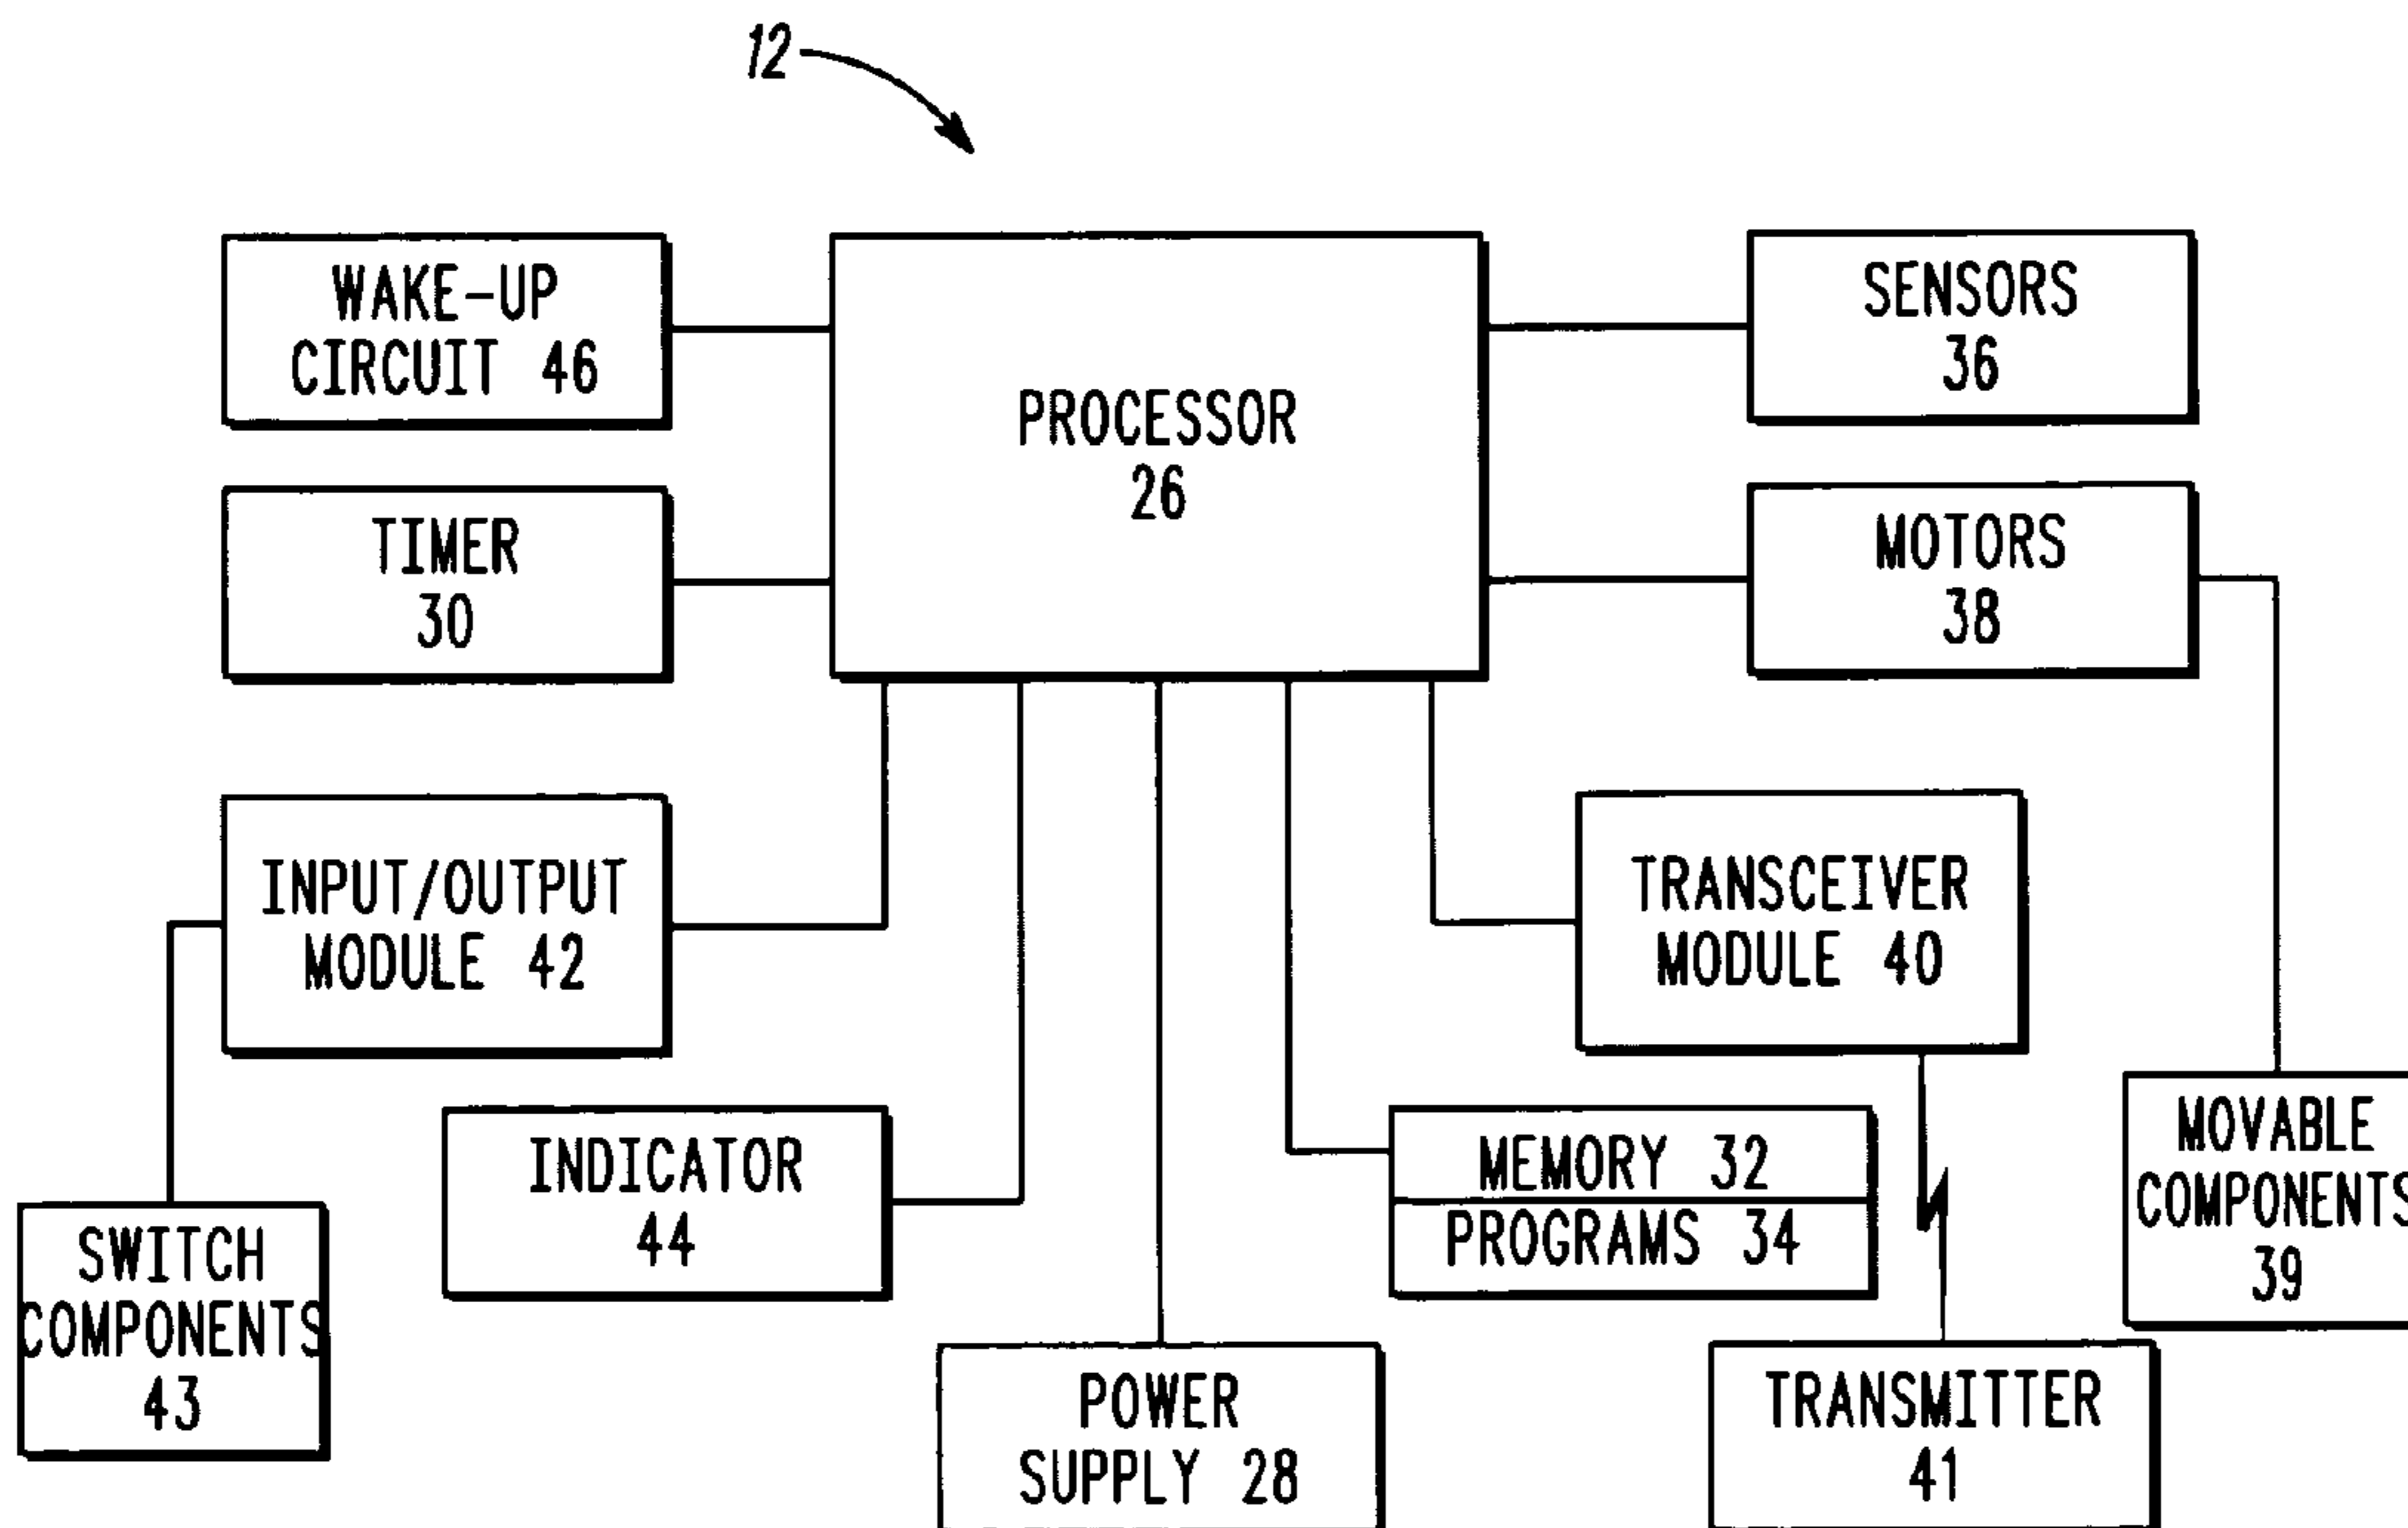 12
WAKE-UP
CIRCUIT 46
PROCESSOR
26
SENSORS
36
TIMER
30
MOTORS
38
INPUT/OUTPUT
MODULE 42
TRANSCEIVER
MODULE 40
SWITCH
COMPONENTS
43
INDICATOR
44
MEMORY 32
PROGRAMS 34
MOVABLE
COMPONENTS
39
POWER
SUPPLY 28
TRANSMITTER
41